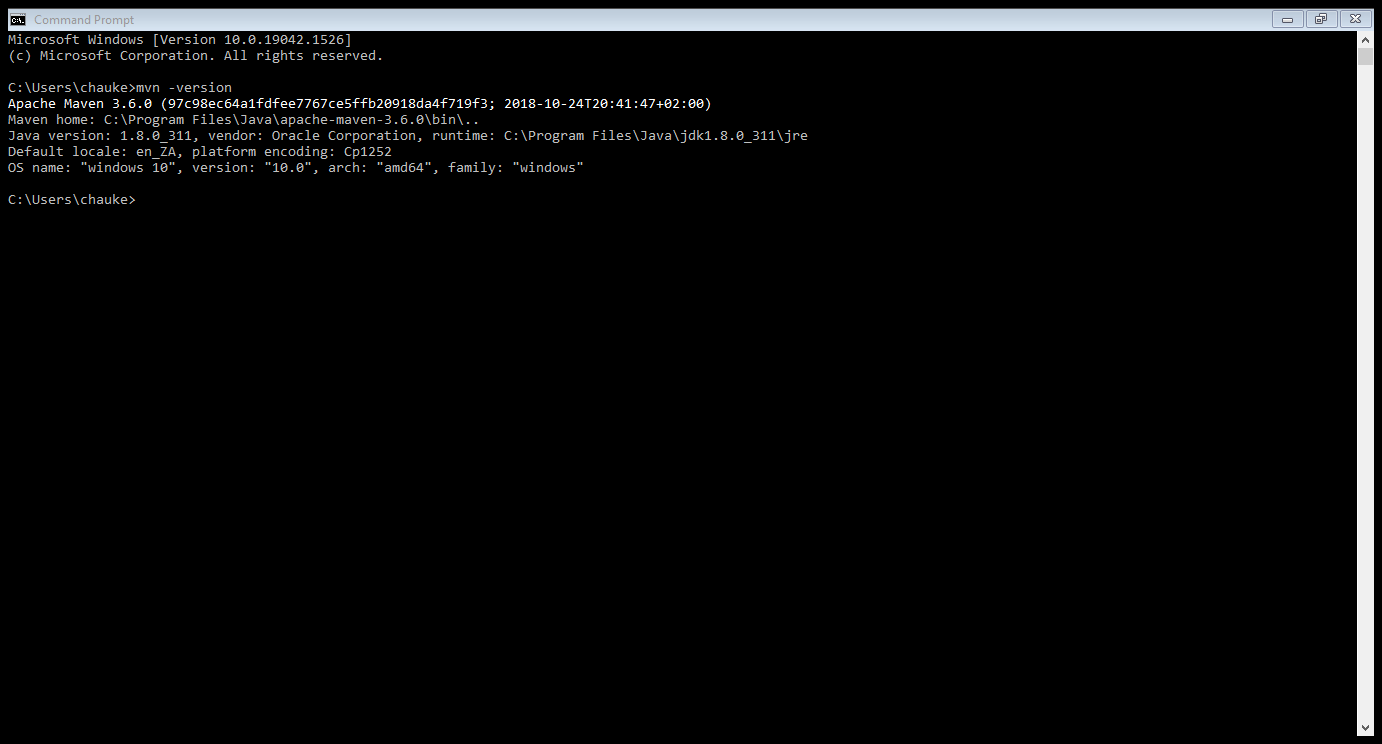 Command Prompt
Microsoft Windows [Version 10.0.19042.1526]
(c) Microsoft Corporation. All rights reserved.
C:\Users\chauke>mvn -version
Apache Maven 3.6.0 (97c98ec64a1fdfee7767ce5ffb20918da4f719f3; 2018-10-24T20:41:47+02:00)
Maven home: C:\Program Files\Java\apache-maven-3.6.0\bin\..
Java version: 1.8.0_311, vendor: Oracle Corporation, runtime: C:\Program Files\Java\jdk1.8.0_311\jre
Default locale: en_ZA, platform encoding: Cp1252
OS name: "windows 10", version: "10.0", arch: "amd64", family: "windows"
C:\Users\chauke>